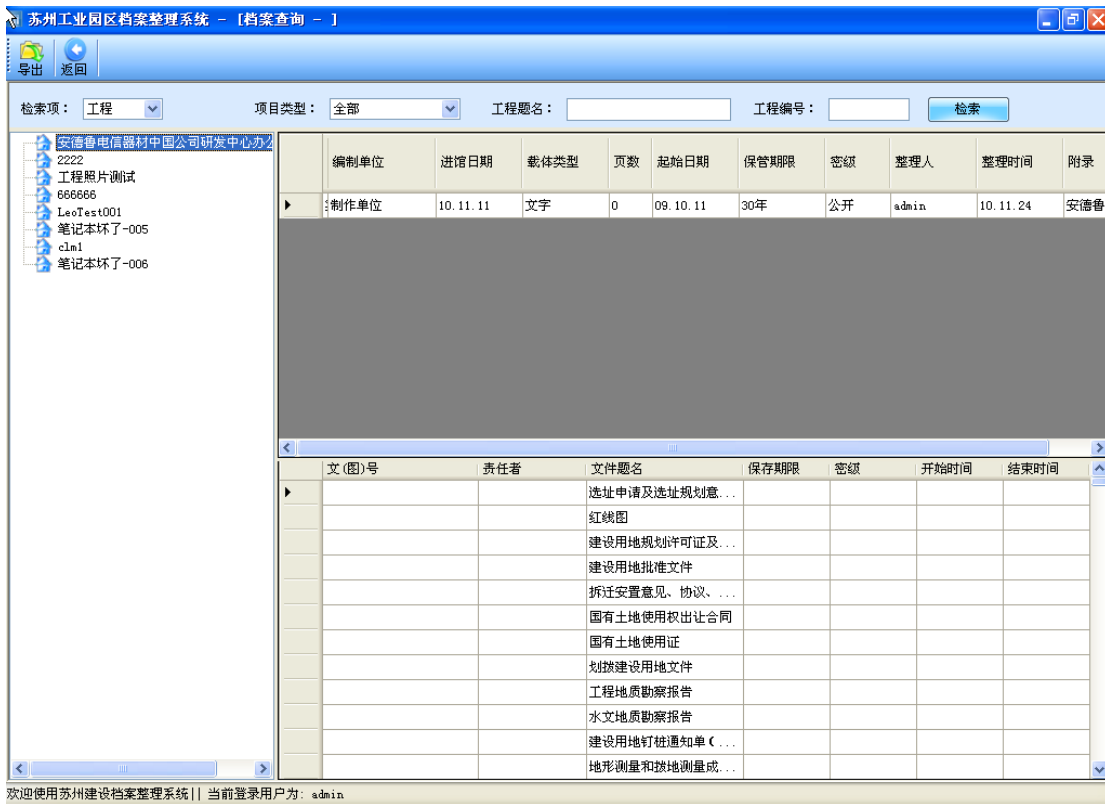 苏州工业园区档案整理系统 - [档案查询 - ]
导出 返回
检索项： 工程 项目类型： 全部 工程题名： 工程编号： 检索
安德鲁电信器材中国公司研发中心办公
2222
工程照片测试
666666
LeoTest001
笔记本坏了-005
clm1
笔记本坏了-006
编制单位 进馆日期 载体类型 页数 起始日期 保管期限 密级 整理人 整理时间 附录
制作单位 10.11.11 文字 0 09.10.11 30年 公开 admin 10.11.24 安德鲁
文(图)号 责任者 文件题名 保存期限 密级 开始时间 结束时间
选址申请及选址规划意...
红线图
建设用地规划许可证及...
建设用地批准文件
拆迁安置意见、协议、...
国有土地使用权出让合同
国有土地使用证
划拨建设用地文件
工程地质勘察报告
水文地质勘察报告
建设用地钉桩通知单(...
地形测量和拨地测量成...
欢迎使用苏州建设档案整理系统|| 当前登录用户为: admin